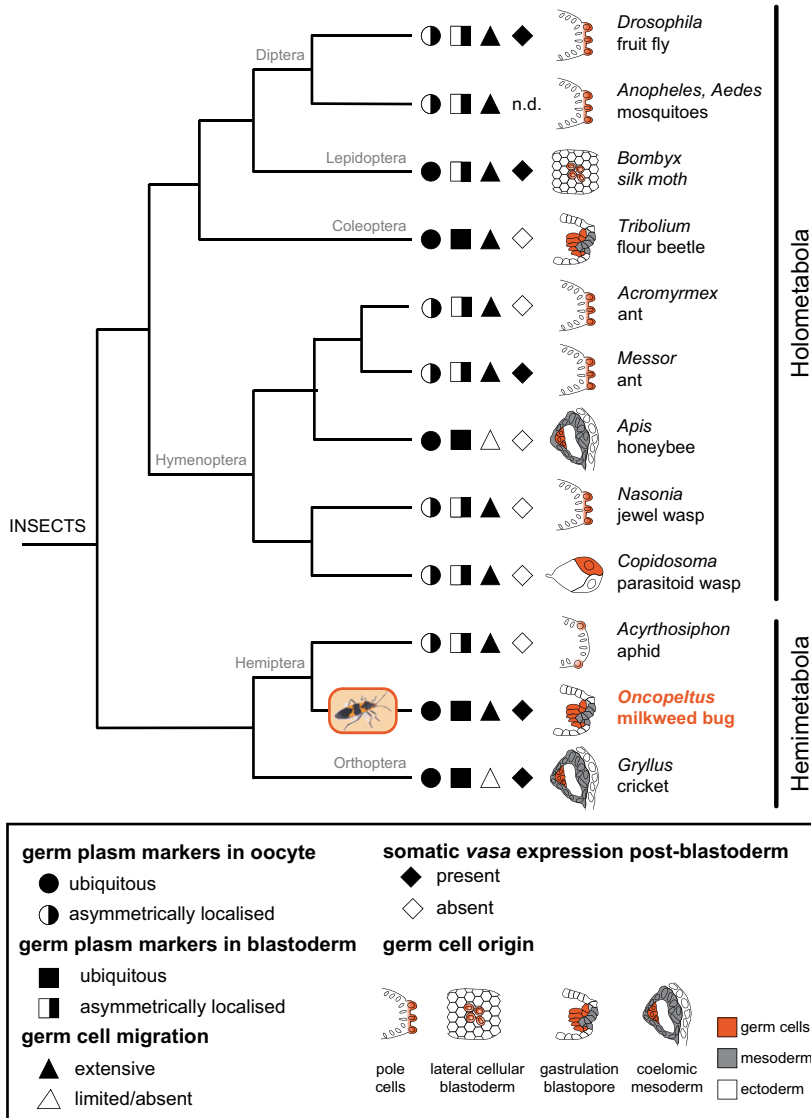 Diptera
Drosophila
fruit fly
n.d.
Anopheles, Aedes
mosquitoes
Lepidoptera
Bombyx
silk moth
Coleoptera
Tribolium
flour beetle
Acromyrmex
ant
Messor
ant
Hymenoptera
Apis
honeybee
Nasonia
jewel wasp
Copidosoma
parasitoid wasp
Holometabola
INSECTS
Hemiptera
Acyrthosiphon
aphid
Oncopeltus
milkweed bug
Orthoptera
Gryllus
cricket
Hemimetabola
germ plasm markers in oocyte
ubiquitous
asymmetrically localised
germ plasm markers in blastoderm
ubiquitous
asymmetrically localised
germ cell migration
extensive
limited/absent
somatic vasa expression post-blastoderm
present
absent
germ cell origin
pole
cells
lateral cellular
blastoderm
gastrulation
blastopore
coelomic
mesoderm
germ cells
mesoderm
ectoderm